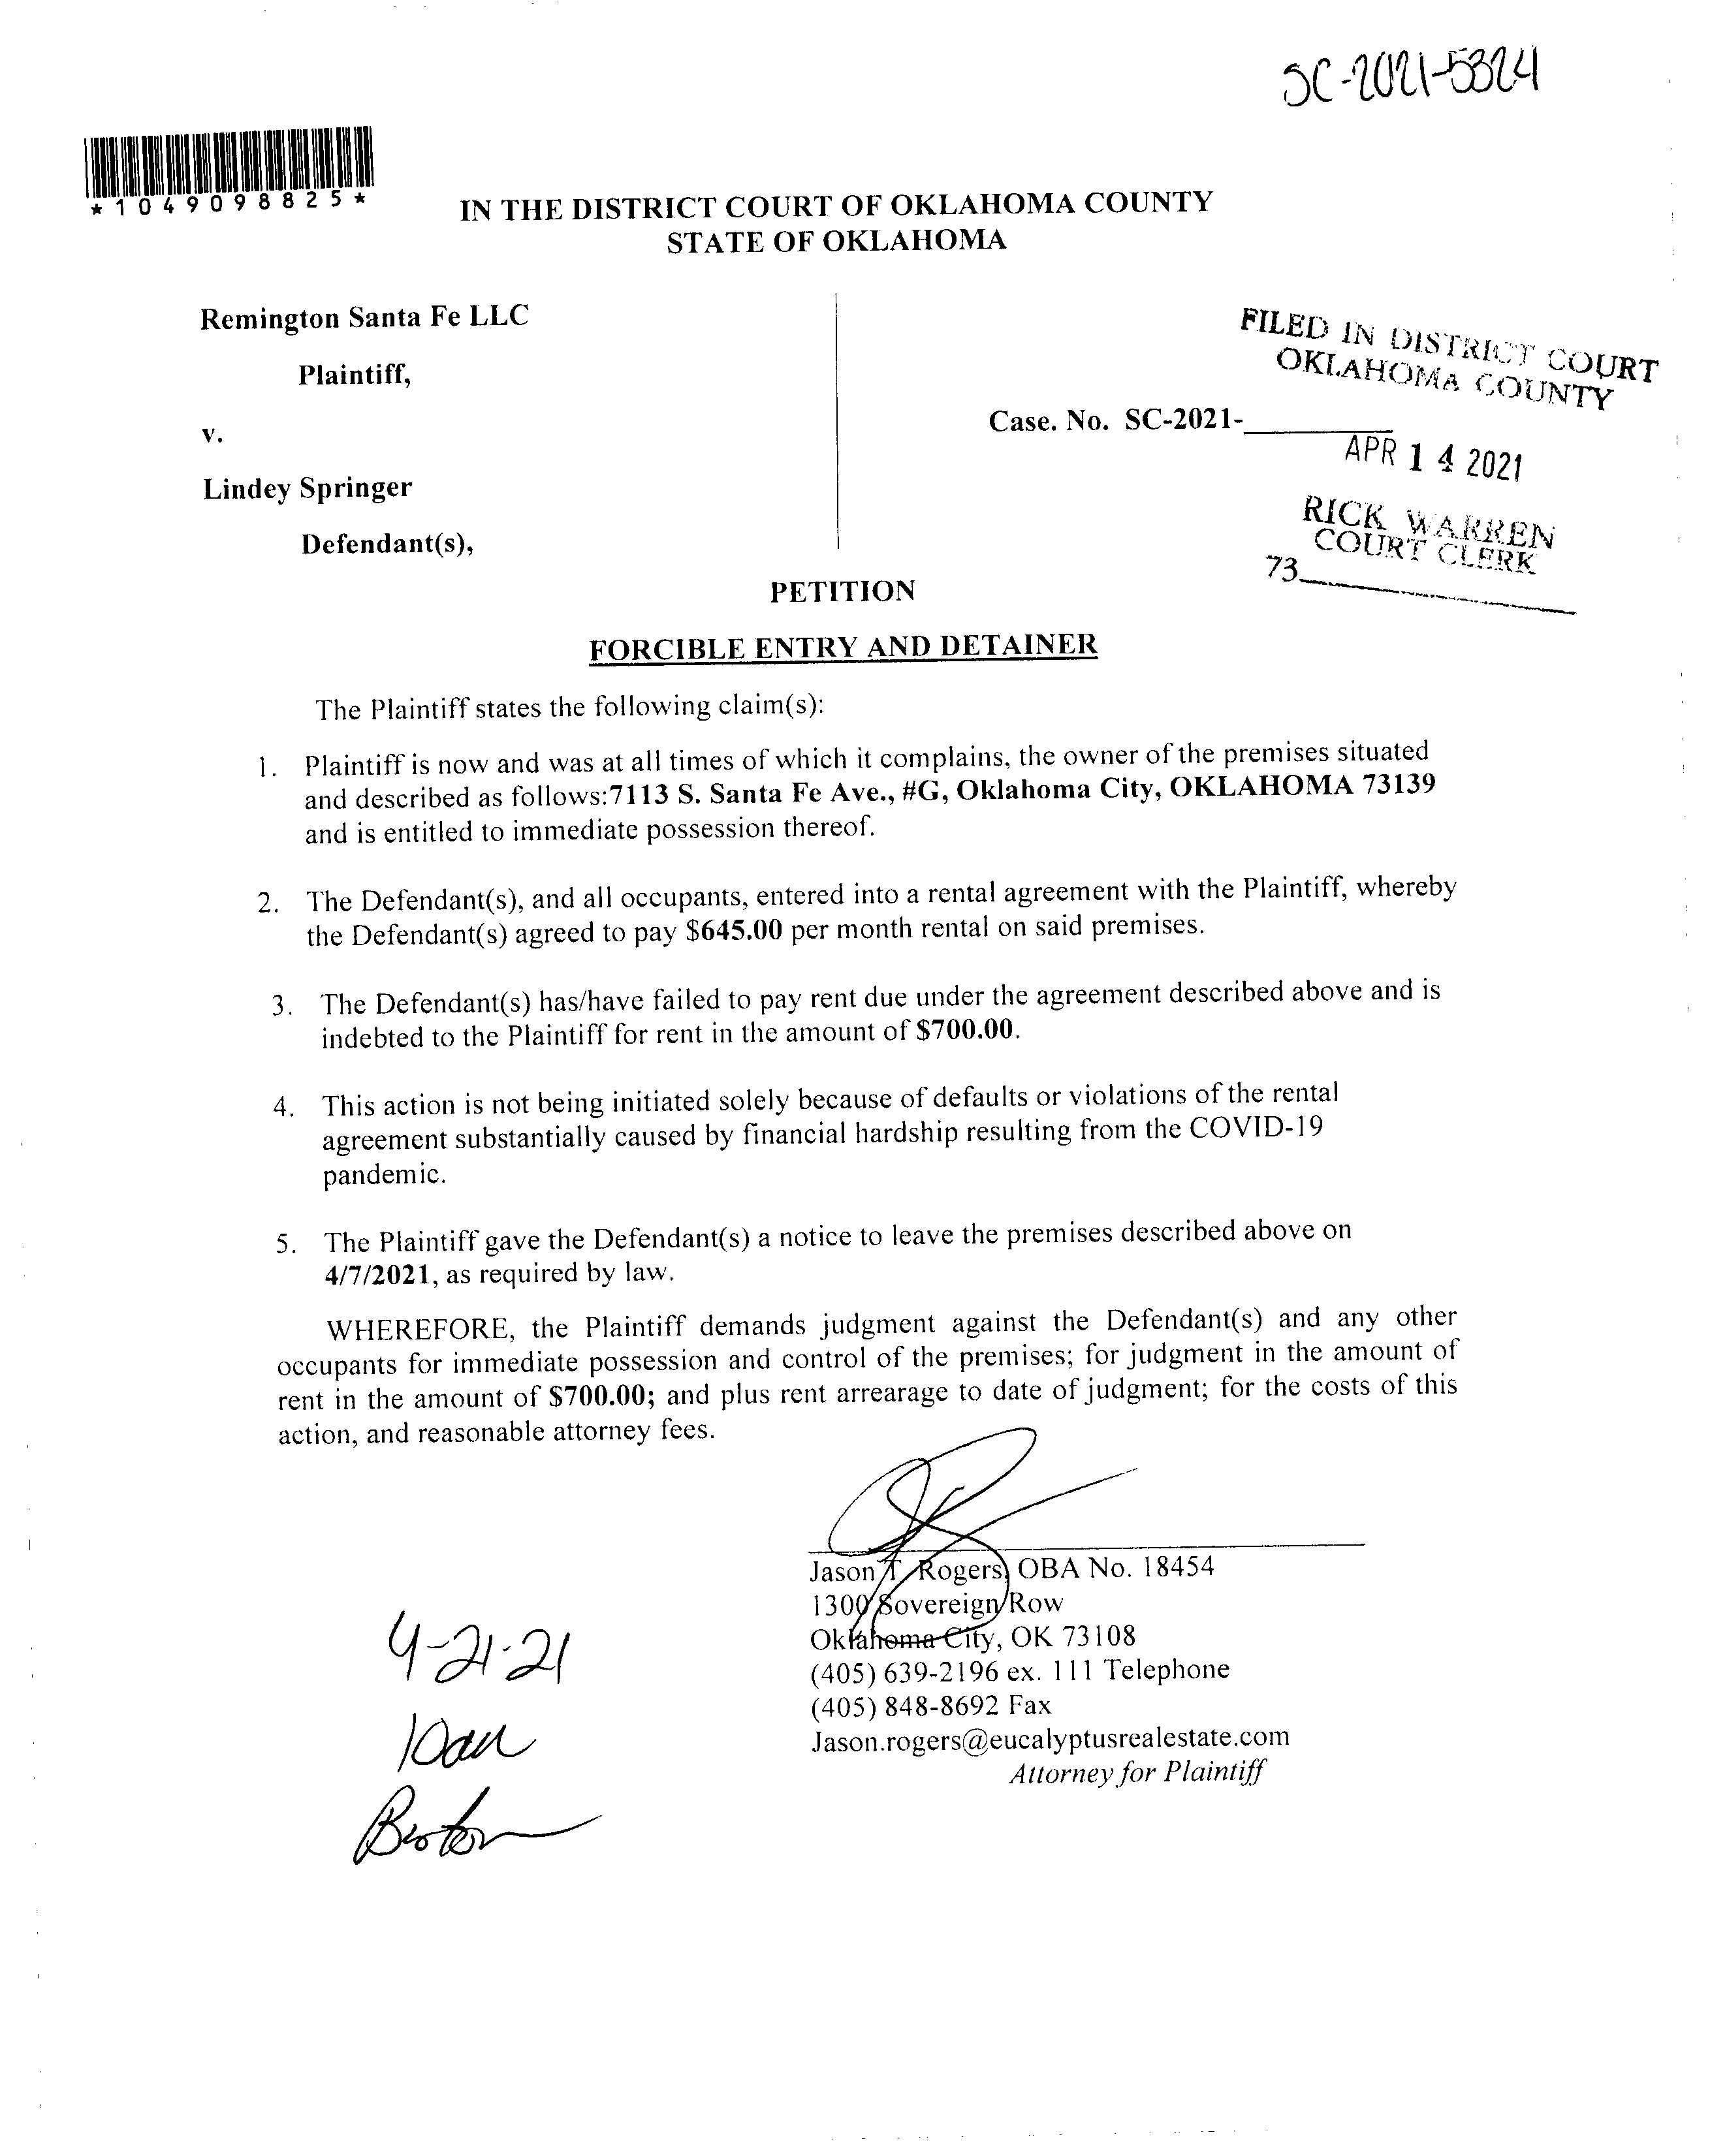 SC-2021-5324
*1049098825*
IN THE DISTRICT COURT OF OKLAHOMA COUNTY
STATE OF OKLAHOMA
Remington Santa Fe LLC
Plaintiff,
v.
Lindey Springer
Defendant(s),
Case. No. SC-2021-__________
FILED IN DISTRICT COURT
OKLAHOMA COUNTY
APR 14 2021
RICK WARREN
COURT CLERK
73__________
PETITION
FORCIBLE ENTRY AND DETAINER
The Plaintiff states the following claim(s):
1. Plaintiff is now and was at all times of which it complains, the owner of the premises situated
and described as follows:7113 S. Santa Fe Ave., #G, Oklahoma City, OKLAHOMA 73139
and is entitled to immediate possession thereof.
2. The Defendant(s), and all occupants, entered into a rental agreement with the Plaintiff, whereby
the Defendant(s) agreed to pay $645.00 per month rental on said premises.
3. The Defendant(s) has/have failed to pay rent due under the agreement described above and is
indebted to the Plaintiff for rent in the amount of $700.00.
4. This action is not being initiated solely because of defaults or violations of the rental
agreement substantially caused by financial hardship resulting from the COVID-19
pandemic.
5. The Plaintiff gave the Defendant(s) a notice to leave the premises described above on
4/7/2021, as required by law.
WHEREFORE, the Plaintiff demands judgment against the Defendant(s) and any other
occupants for immediate possession and control of the premises; for judgment in the amount of
rent in the amount of $700.00; and plus rent arrearage to date of judgment; for the costs of this
action, and reasonable attorney fees.
Jason T. Rogers, OBA No. 18454
1300 Sovereign Row
Oklahoma City, OK 73108
(405) 639-2196 ex. 111 Telephone
(405) 848-8692 Fax
Jason.rogers@eucalyptusrealestate.com
Attorney for Plaintiff
4-21-21
10am